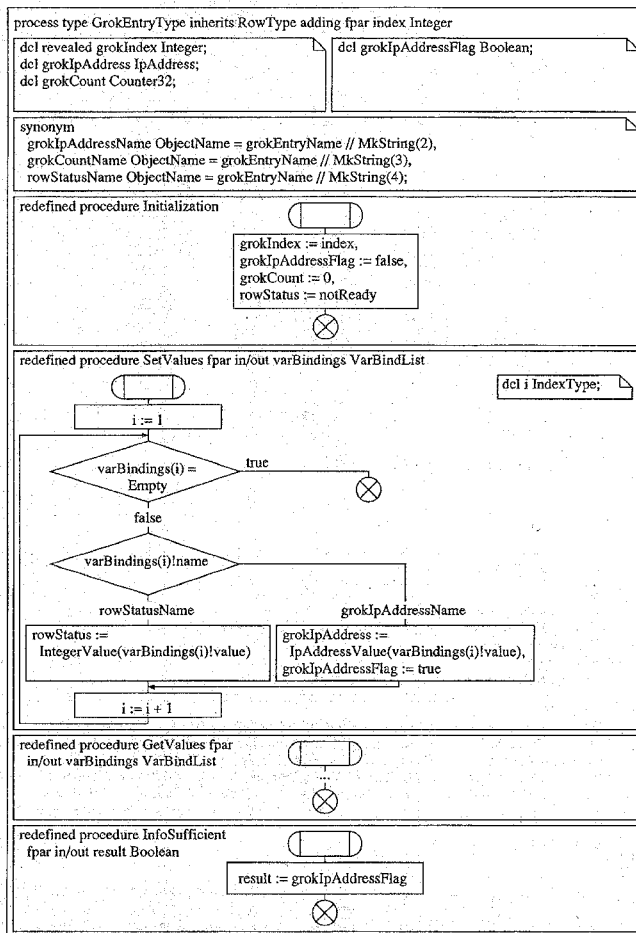 process type GrokEntryType inherits RowType adding fpar index Integer
dcl revealed grokIndex Integer;
dcl grokIpAddress IpAddress;
dcl grokCount Counter32;
dcl grokIpAddressFlag Boolean;
synonym
grokIpAddressName ObjectName = grokEntryName // MkString(2),
grokCountName ObjectName = grokEntryName // MkString(3),
rowStatusName ObjectName = grokEntryName // MkString(4);
redefined procedure Initialization
grokIndex := index,
grokIpAddressFlag := false,
grokCount := 0,
rowStatus := notReady
redefined procedure SetValues fpar in/out varBindings VarBindList
dcl i IndexType;
i := 1
varBindings(i) =
Empty
true
false
varBindings(i)!name
rowStatusName
grokIpAddressName
rowStatus :=
IntegerValue(varBindings(i)!value)
grokIpAddress :=
IpAddressValue(varBindings(i)!value),
grokIpAddressFlag := true
i := i + 1
redefined procedure GetValues fpar
in/out varBindings VarBindList
...
redefined procedure InfoSufficient
fpar in/out result Boolean
result := grokIpAddressFlag